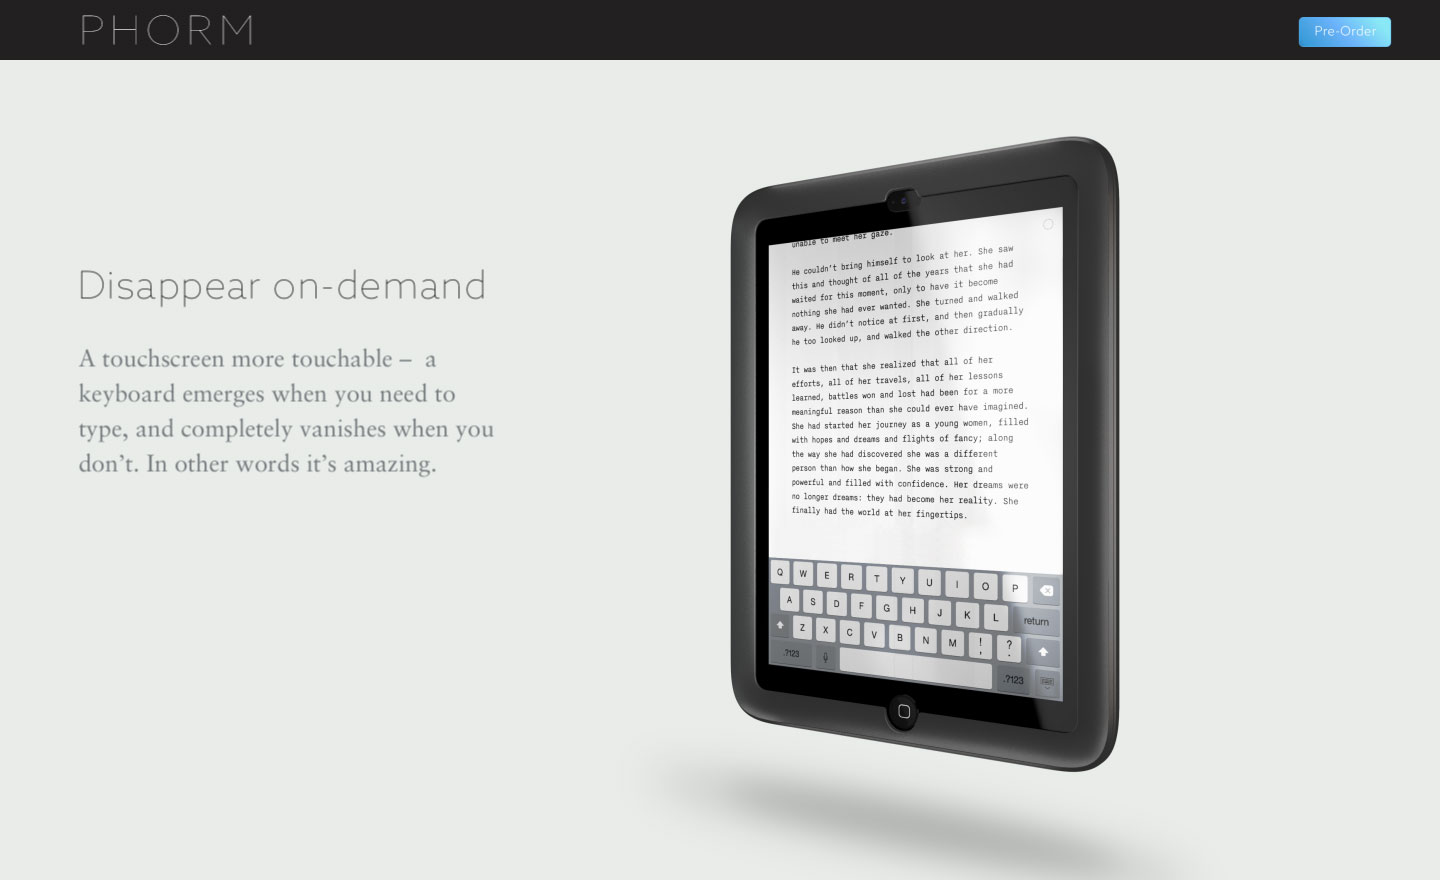 PHORM
Pre-Order
Disappear on-demand
A touchscreen more touchable – a
keyboard emerges when you need to
type, and completely vanishes when you
don't. In other words it's amazing.
unable to meet her gaze.
He couldn't bring himself to look at her. She saw
this and thought of all of the years that she had
waited for this moment, only to have it become
nothing she had ever wanted. She turned and walked
away. He didn't notice at first, and then gradually
he too looked up, and walked the other direction.
It was then that she realized that all of her
efforts, all of her travels, all of her lessons
learned, battles won and lost had been for a more
meaningful reason than she could ever have imagined.
She had started her journey as a young women, filled
with hopes and dreams and flights of fancy; along
the way she had discovered she was a different
person than how she began. She was strong and
powerful and filled with confidence. Her dreams were
no longer dreams: they had become her reality. She
finally had the world at her fingertips.
Q W E R T Y U I O P
A S D F G H J K L return
Z X C V B N M ! , ? .
.?123 .?123